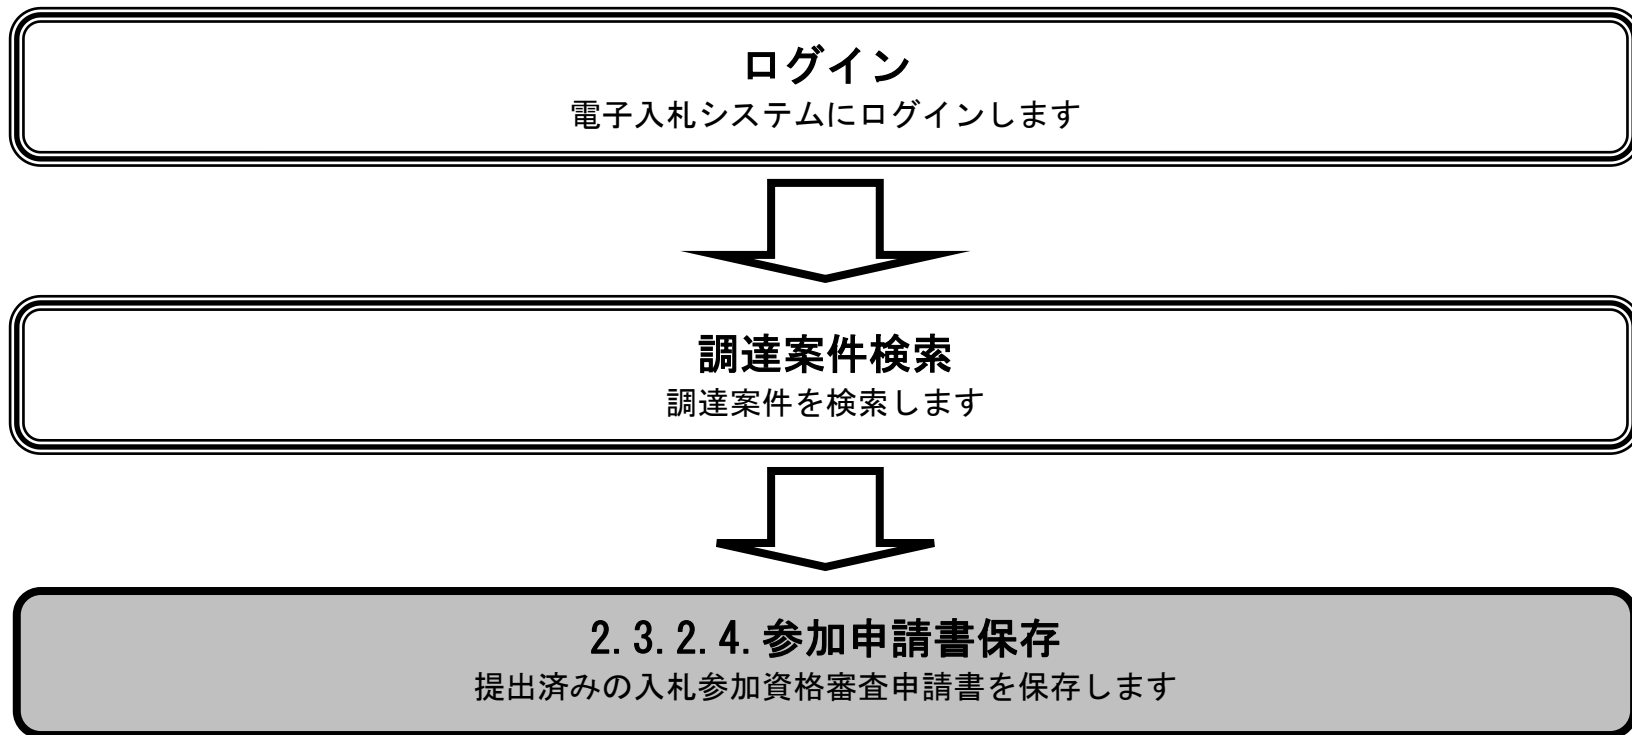 ログイン
電子入札システムにログインします
調達案件検索
調達案件を検索します
2.3.2.4.参加申請書保存
提出済みの入札参加資格審査申請書を保存します